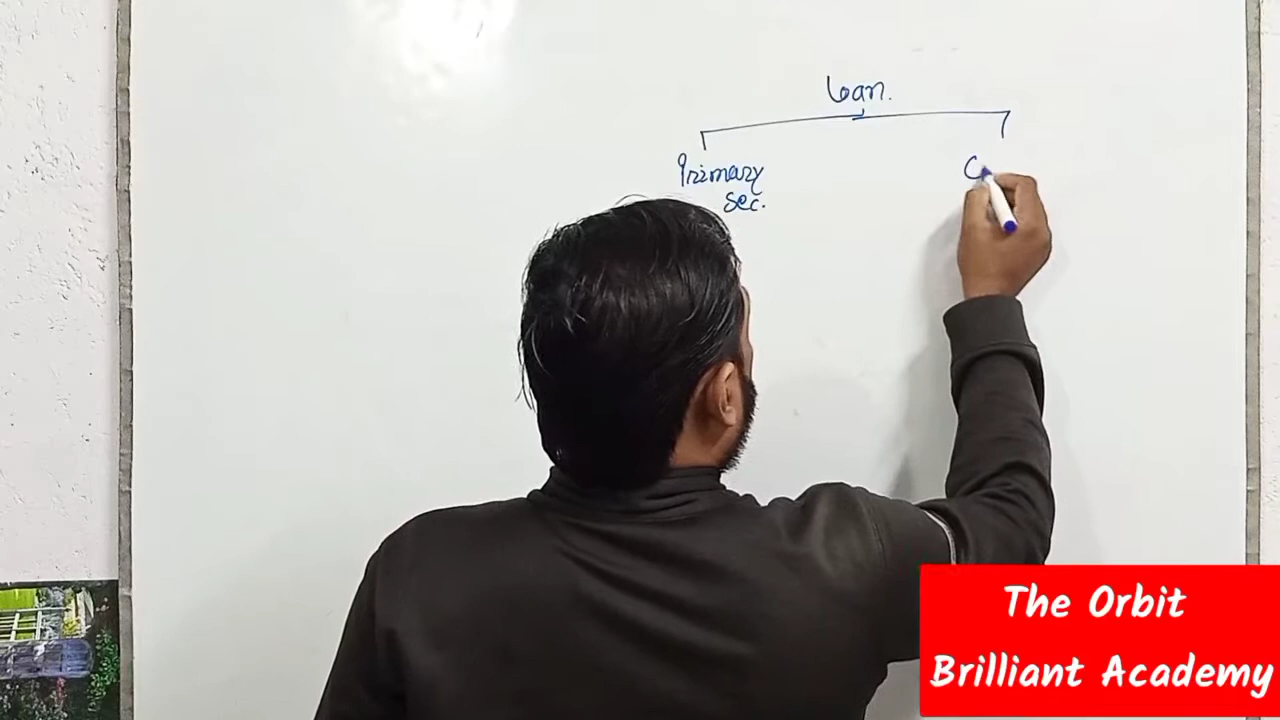 Loan.
Primary
sec.
C
The Orbit
Brilliant Academy